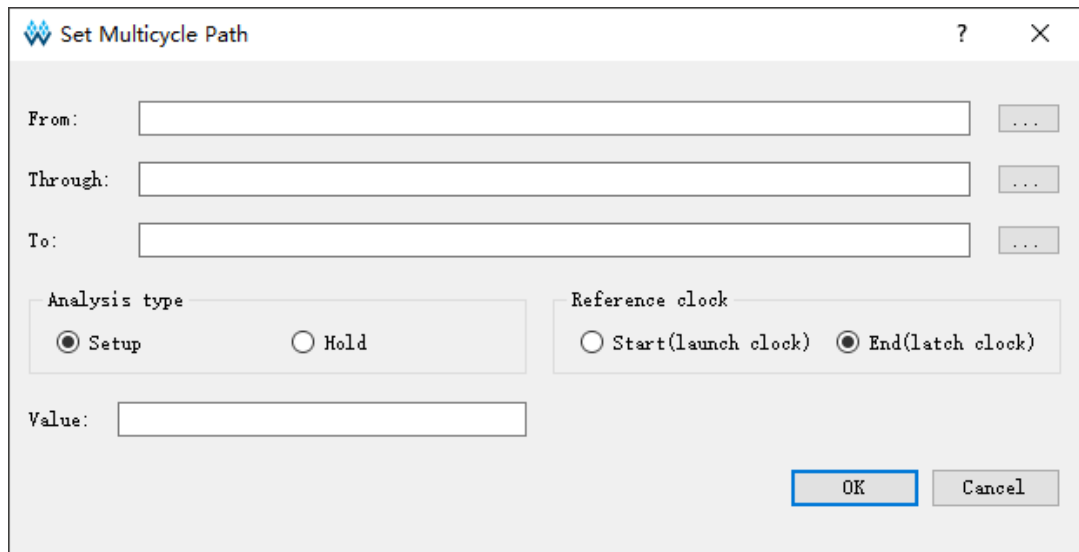 Set Multicycle Path
From: ...
Through: ...
To: ...
Analysis type Reference clock
Setup Hold Start(launch clock) End(latch clock)
Value:
OK Cancel